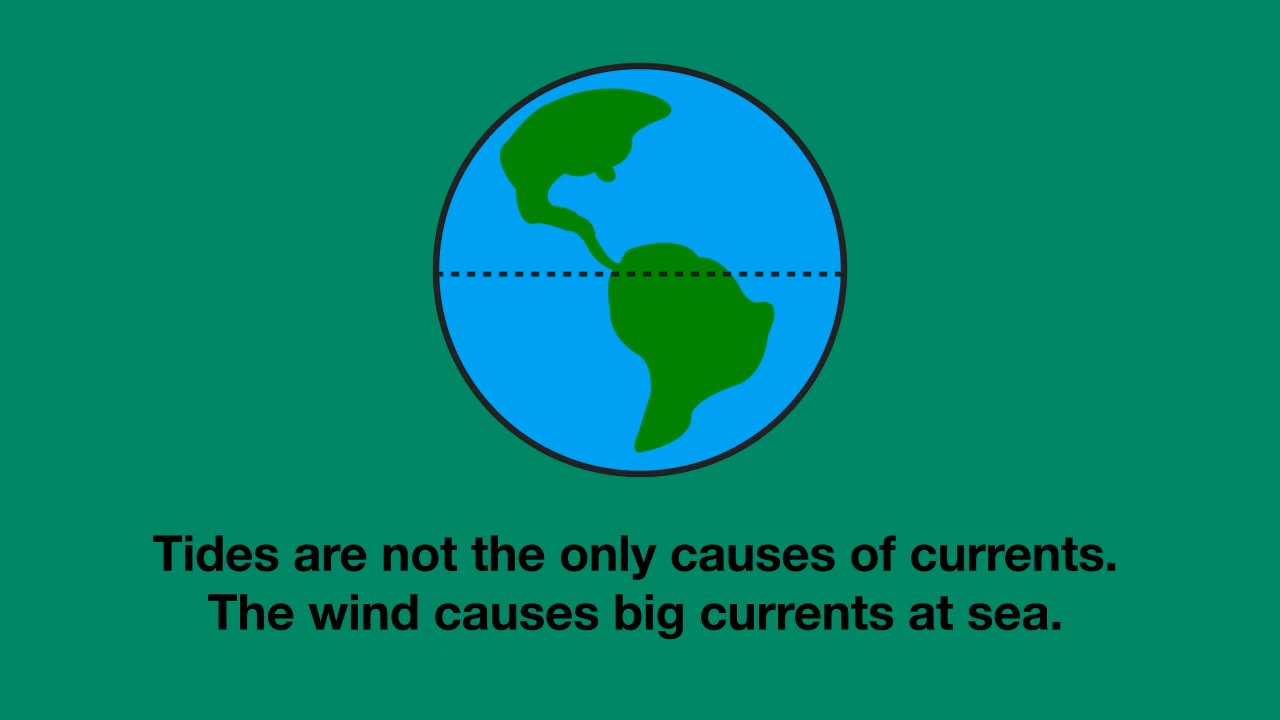 Tides are not the only causes of currents.
The wind causes big currents at sea.